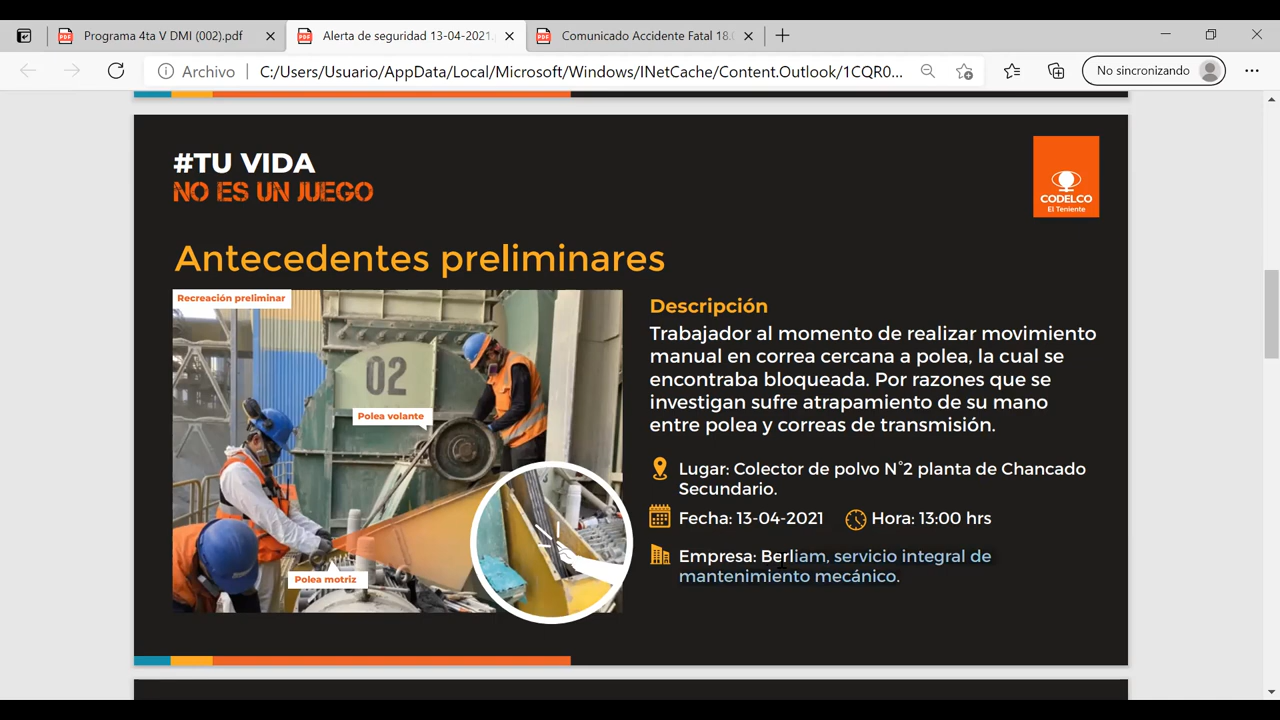 Programa 4ta V DMI (002).pdf
Alerta de seguridad 13-04-2021.
Comunicado Accidente Fatal 18.0
Archivo
C:/Users/Usuario/AppData/Local/Microsoft/Windows/INetCache/Content.Outlook/1CQR0...
No sincronizando
#TU VIDA
NO ES UN JUEGO
CODELCO
El Teniente
Antecedentes preliminares
Recreación preliminar
02
Polea volante
Polea motriz
Descripción
Trabajador al momento de realizar movimiento
manual en correa cercana a polea, la cual se
encontraba bloqueada. Por razones que se
investigan sufre atrapamiento de su mano
entre polea y correas de transmisión.
Lugar: Colector de polvo N°2 planta de Chancado
Secundario.
Fecha: 13-04-2021
Hora: 13:00 hrs
Empresa: Berliam, servicio integral de
mantenimiento mecánico.